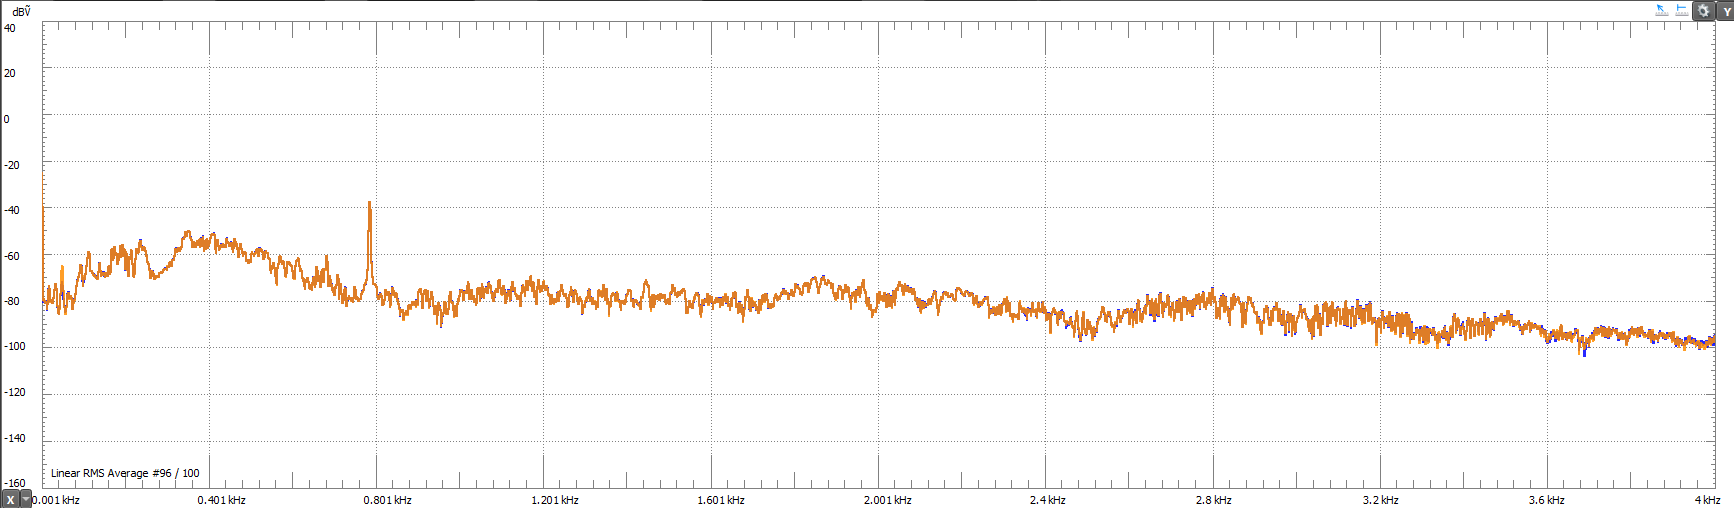 dBṼ
Y
40
20
0
-20
-40
-60
-80
-100
-120
-140
-160
Linear RMS Average #96 / 100
X
0.001 kHz 0.401 kHz 0.801 kHz 1.201 kHz 1.601 kHz 2.001 kHz 2.4 kHz 2.8 kHz 3.2 kHz 3.6 kHz 4 kHz